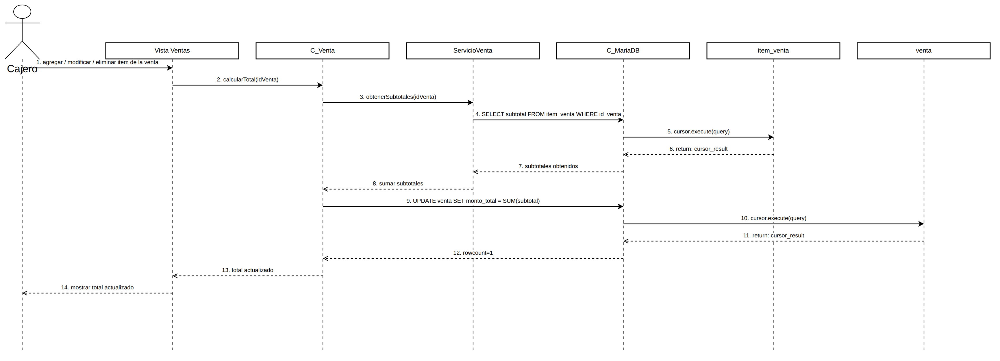 Vista Ventas
C_Venta
ServicioVenta
C_MariaDB
item_venta
venta
1. agregar / modificar / eliminar item de la venta
Cajero
2. calcularTotal(idVenta)
3. obtenerSubtotales(idVenta)
4. SELECT subtotal FROM item_venta WHERE id_venta
5. cursor.execute(query)
6. return: cursor_result
7. subtotales obtenidos
8. sumar subtotales
9. UPDATE venta SET monto_total = SUM(subtotal)
10. cursor.execute(query)
11. return: cursor_result
12. rowcount=1
13. total actualizado
14. mostrar total actualizado